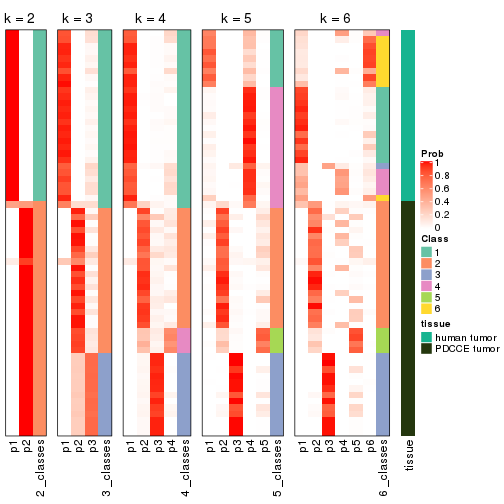 k = 2 k = 3 k = 4 k = 5 k = 6
Prob
1
0.8
0.6
0.4
0.2
0
Class
1
2
3
4
5
6
tissue
human tumor
PDCCE tumor
p1 p2 2_classes p1 p2 p3 3_classes p1 p2 p3 p4 4_classes p1 p2 p3 p4 p5 5_classes p1 p2 p3 p4 p5 p6 6_classes tissue